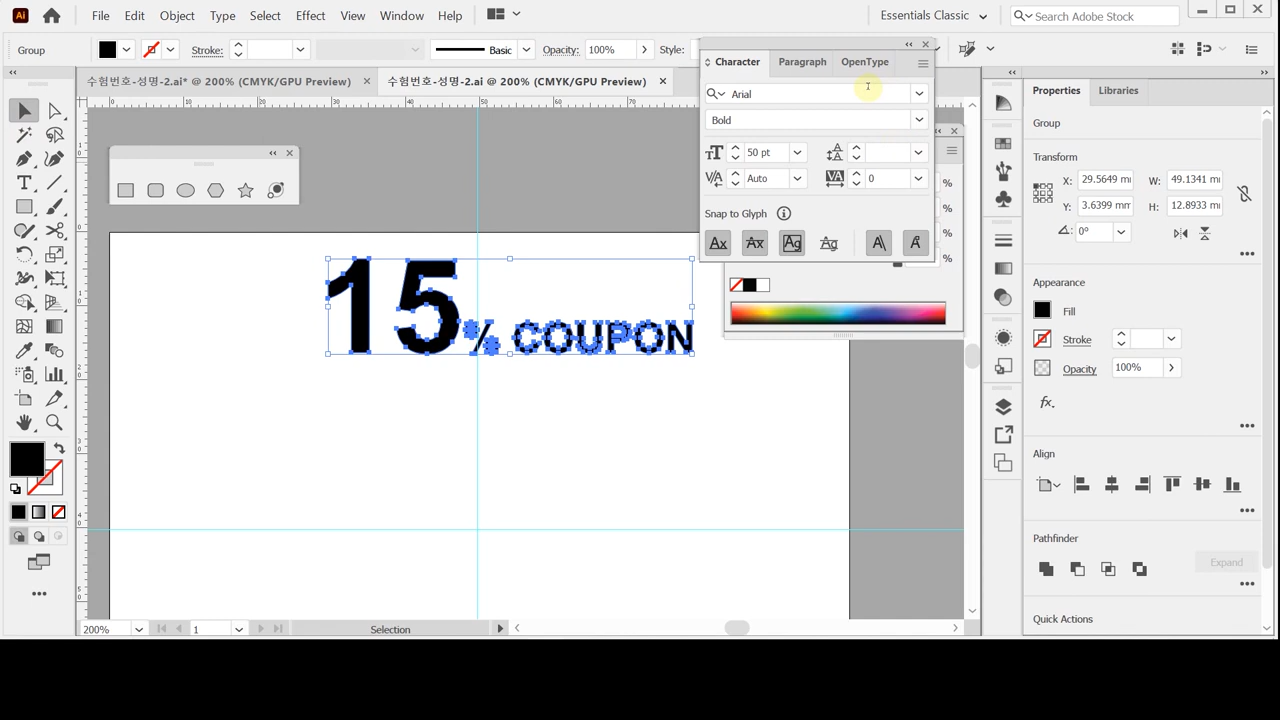 Ai File Edit Object Type Select Effect View Window Help Essentials Classic Search Adobe Stock
Group Stroke: Basic Opacity: 100% Style:
수험번호-성명-2.ai* @ 200% (CMYK/GPU Preview) 수험번호-성명-2.ai @ 200% (CMYK/GPU Preview)
Character Paragraph OpenType
Arial
Bold
50 pt
Auto 0
Snap to Glyph
%
%
%
%
15% COUPON
Properties Libraries
Group
Transform
X: 29.5649 mm W: 49.1341 mm
Y: 3.6399 mm H: 12.8933 mm
0°
Appearance
Fill
Stroke
Opacity 100%
fx.
Align
Pathfinder
Expand
Quick Actions
200% 1 Selection